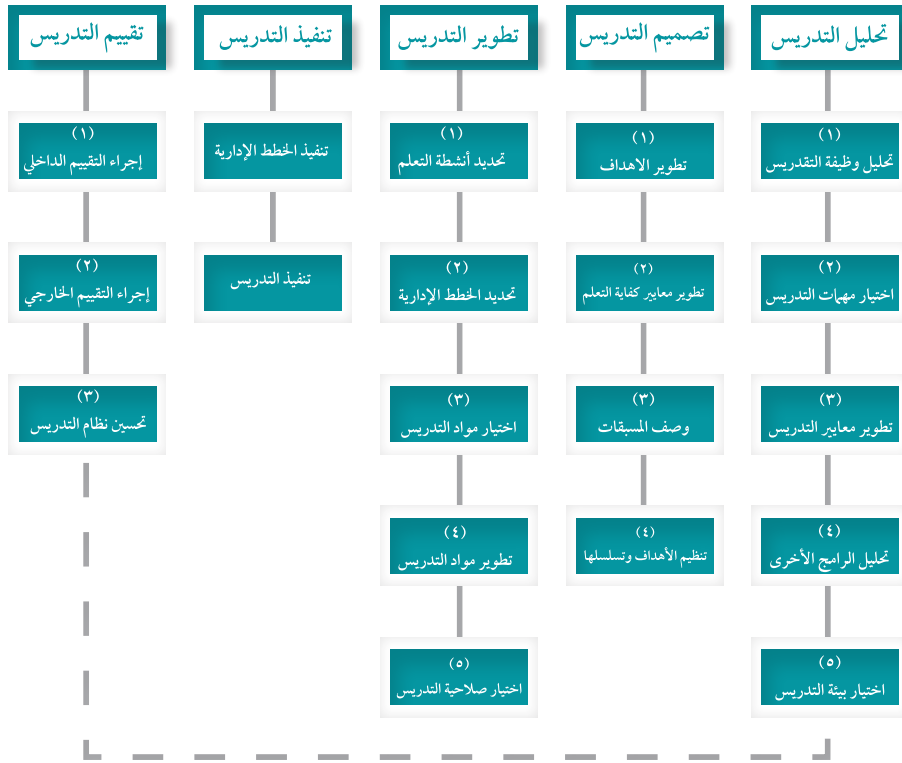 تحليل التدريس
(١)
تحليل وظيفة التقدريس
(٢)
اختيار مهمات التدريس
(٣)
تطوير معايير التدريس
(٤)
تحليل الرامج الأخرى
(٥)
اختيار بيئة التدريس
تصميم التدريس
(١)
تطوير الاهداف
(٢)
تطوير معايير كفاية التعلم
(٣)
وصف المسبقات
(٤)
تنظيم الأهداف وتسلسلها
تطوير التدريس
(١)
تحديد أنشطة التعلم
(٢)
تحديد الخطط الإدارية
(٣)
اختيار مواد التدريس
(٤)
تطوير مواد التدريس
(٥)
اختيار صلاحية التدريس
تنفيذ التدريس
تنفيذ الخطط الإدارية
تنفيذ التدريس
تقييم التدريس
(١)
إجراء التقييم الداخلي
(٢)
إجراء التقييم الخارجي
(٣)
تحسين نظام التدريس